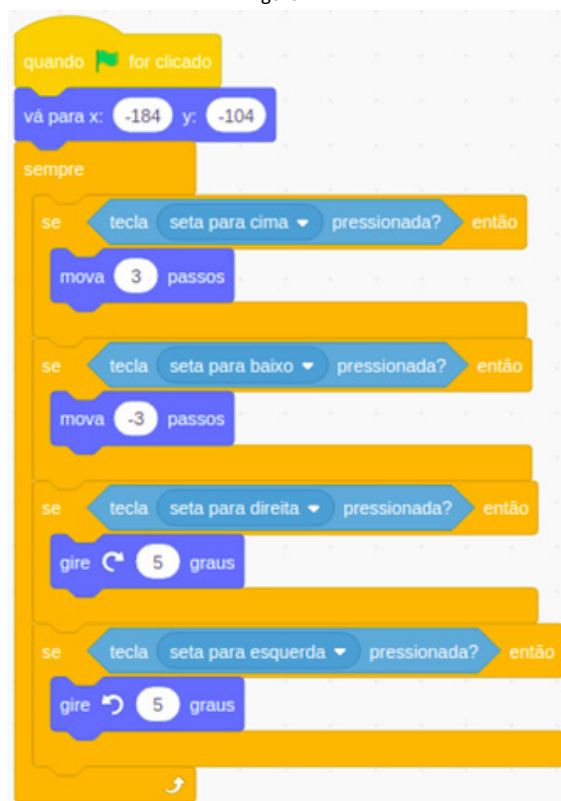 quando for clicado
vá para x: -184 y: -104
sempre
se tecla seta para cima pressionada? então
mova 3 passos
se tecla seta para baixo pressionada? então
mova -3 passos
se tecla seta para direita pressionada? então
gire 5 graus
se tecla seta para esquerda pressionada? então
gire 5 graus